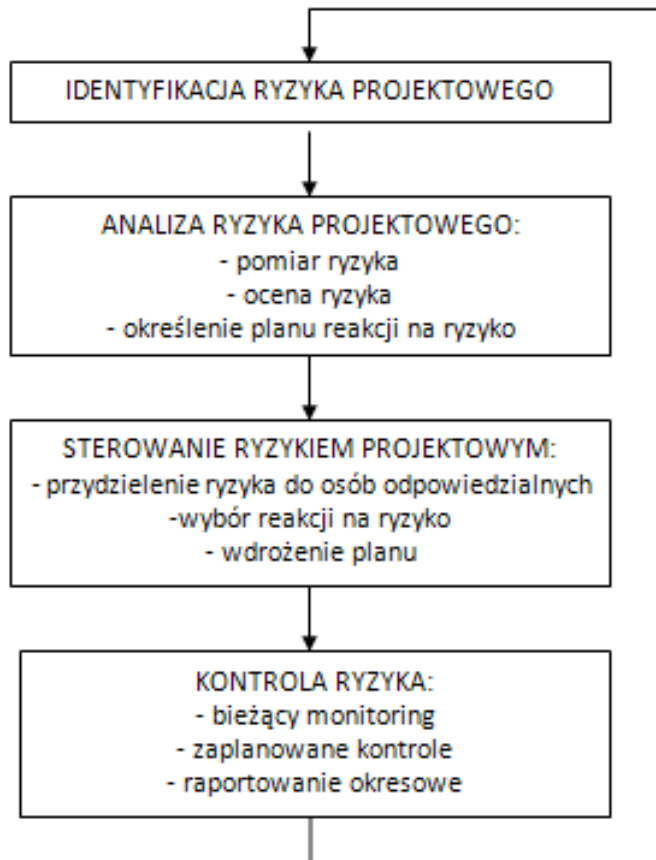 IDENTYFIKACJA RYZYKA PROJEKTOWEGO
ANALIZA RYZYKA PROJEKTOWEGO:
- pomiar ryzyka
- ocena ryzyka
- określenie planu reakcji na ryzyko
STEROWANIE RYZYKIEM PROJEKTOWYM:
- przydzielenie ryzyka do osób odpowiedzialnych
-wybór reakcji na ryzyko
- wdrożenie planu
KONTROLA RYZYKA:
- bieżący monitoring
- zaplanowane kontrole
- raportowanie okresowe